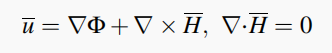 u̅ = ∇Φ + ∇ × H̅, ∇·H̅ = 0